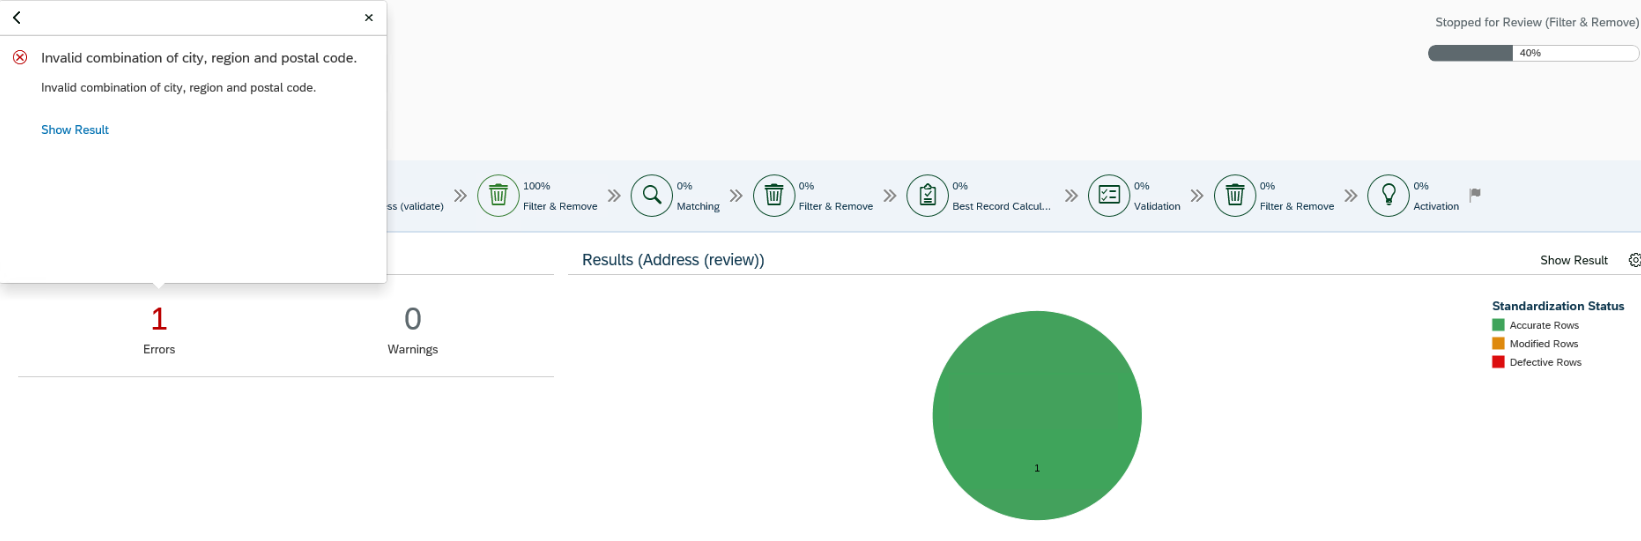 Invalid combination of city, region and postal code.
Invalid combination of city, region and postal code.
Show Result
Stopped for Review (Filter & Remove)
40%
ss (validate)
100%
Filter & Remove
0%
Matching
0%
Filter & Remove
0%
Best Record Calcul...
0%
Validation
0%
Filter & Remove
0%
Activation
1
Errors
0
Warnings
Results (Address (review))
Show Result
Standardization Status
Accurate Rows
Modified Rows
Defective Rows
1